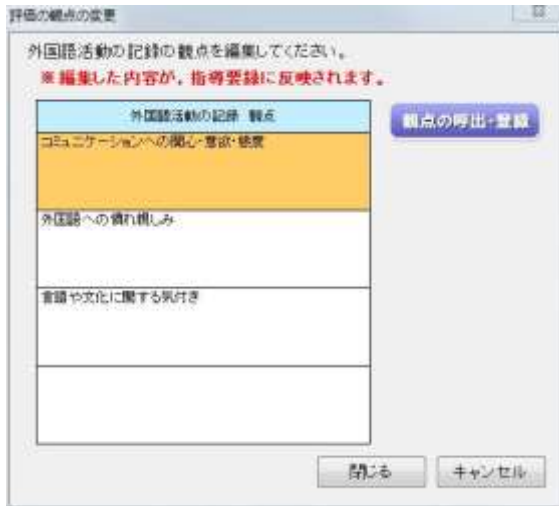 評価の観点の変更
外国語活動の記録の観点を編集してください。
※編集した内容が，指導要録に反映されます。
外国語活動の記録 観点
観点の呼出・登録
コミュニケーションへの関心・意欲・態度
外国語への慣れ親しみ
言語や文化に関する気付き
閉じる
キャンセル